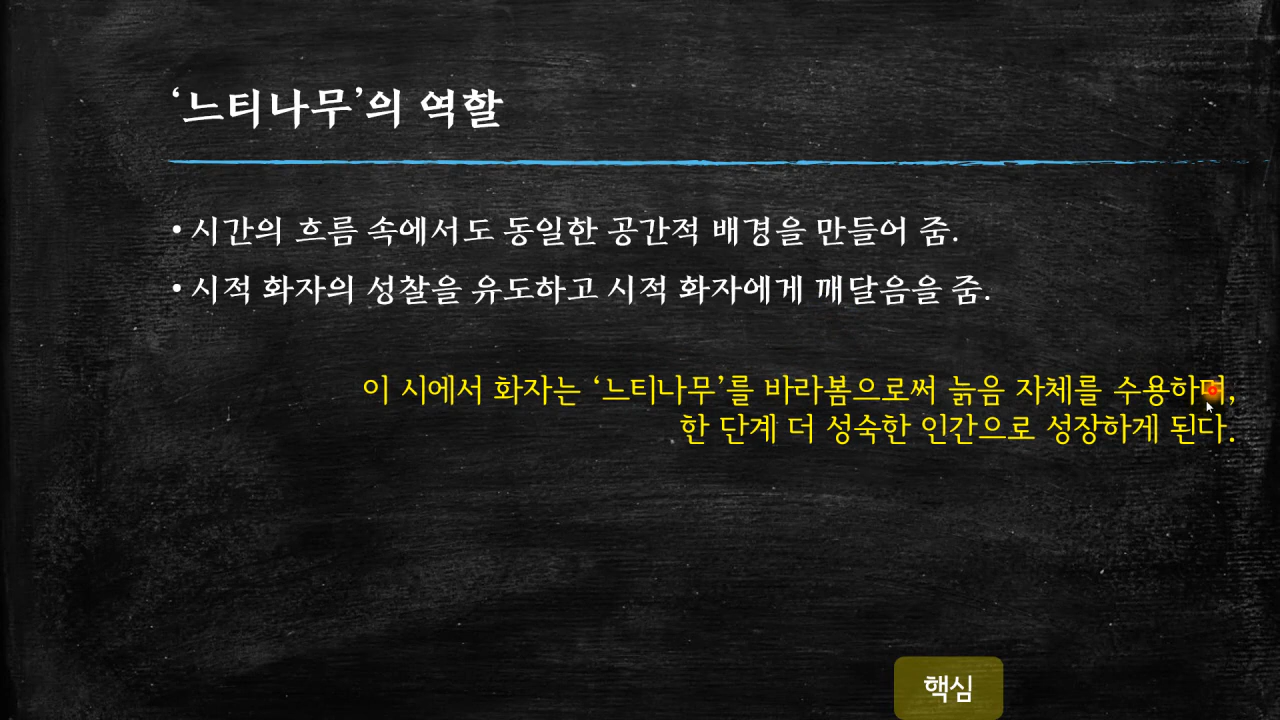 ‘느티나무’의 역할
• 시간의 흐름 속에서도 동일한 공간적 배경을 만들어 줌.
• 시적 화자의 성찰을 유도하고 시적 화자에게 깨달음을 줌.
이 시에서 화자는 ‘느티나무’를 바라봄으로써 늙음 자체를 수용하며,
한 단계 더 성숙한 인간으로 성장하게 된다.
핵심